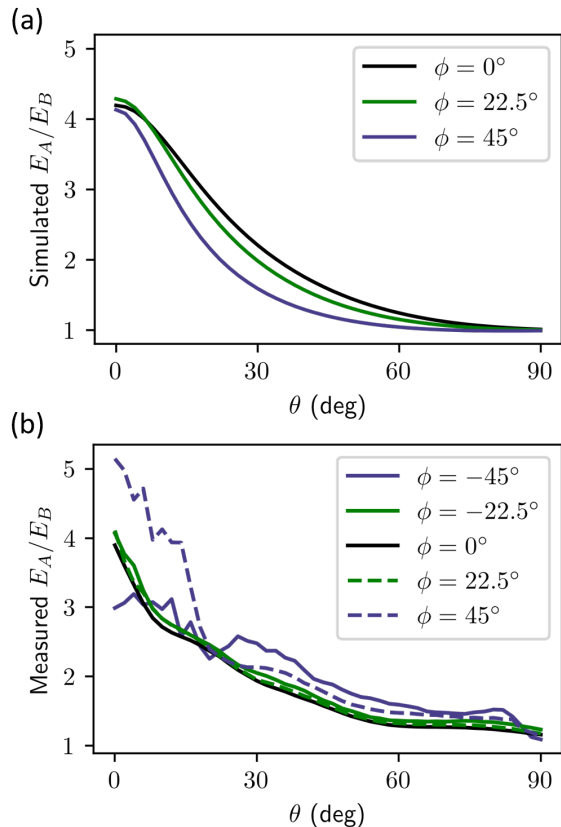 (a)
Simulated E_A/E_B
5
4
3
2
1
ϕ = 0°
ϕ = 22.5°
ϕ = 45°
0 30 60 90
θ (deg)
(b)
Measured E_A/E_B
5
4
3
2
1
ϕ = −45°
ϕ = −22.5°
ϕ = 0°
ϕ = 22.5°
ϕ = 45°
0 30 60 90
θ (deg)